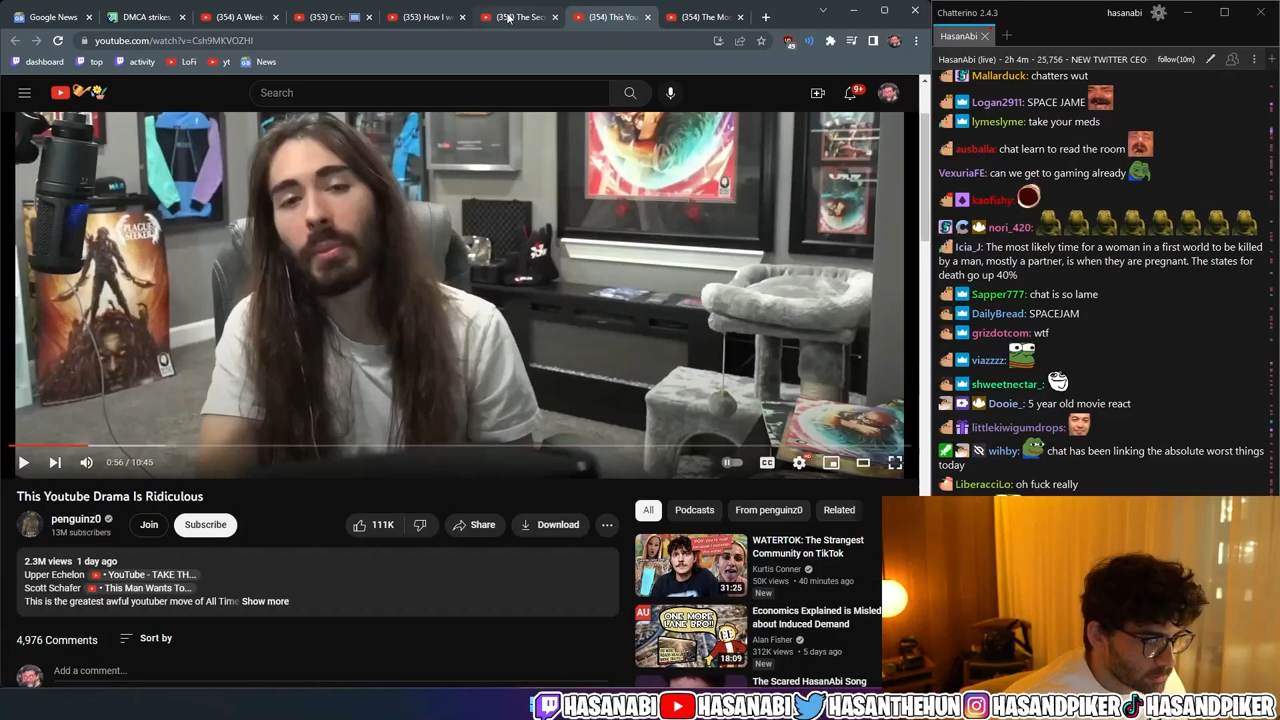 Google News
DMCA strikes
(354) A Week
(353) Crisi
(353) How I w
(354) This You
(354) The Mos
youtube.com/watch?v=Csh9MKVOZHI
49
dashboard
top
activity
LoFi
yt
News
Search
9+
PLAGUE
SEEKER
0:56 / 10:45
HD
This Youtube Drama Is Ridiculous
penguinz0
13M subscribers
Join
Subscribe
111K
Share
Download
2.3M views 1 day ago
Upper Echelon YouTube - TAKE TH...
Scott Schafer This Man Wants To...
This is the greatest awful youtuber move of All Time Show more
4,976 Comments
Sort by
Add a comment...
All
Podcasts
From penguinz0
Related
31:25
WATERTOK: The Strangest
Community on TikTok
Kurtis Conner
50K views • 40 minutes ago
New
AU
ONE MORE
LANE BRO!!
18:09
Economics Explained is Misled
about Induced Demand
Alan Fisher
312K views • 5 days ago
New
The Scared HasanAbi Song
Chatterino 2.4.3
hasanabi
HasanAbi
HasanAbi (live) - 2h 4m - 25,756 - NEW TWITTER CEO
follow(10m)
Mallarduck: chatters wut
Logan2911: SPACE JAME
lymeslyme: take your meds
ausballa: chat learn to read the room
VexuriaFE: can we get to gaming already
kaofishy:
nori_420:
Icia_J: The most likely time for a woman in a first world to be killed
by a man, mostly a partner, is when they are pregnant. The states for
death go up 40%
Sapper777: chat is so lame
DailyBread: SPACEJAM
grizdotcom: wtf
viazzzz:
shweetnectar_:
Dooie_: 5 year old movie react
littlekiwigumdrops:
wihby: chat has been linking the absolute worst things
today
LiberacciLo: oh fuck really
HASANABI
HASANABI
HASANTHEHUN
HASANDPIKER
HASANDPIKER